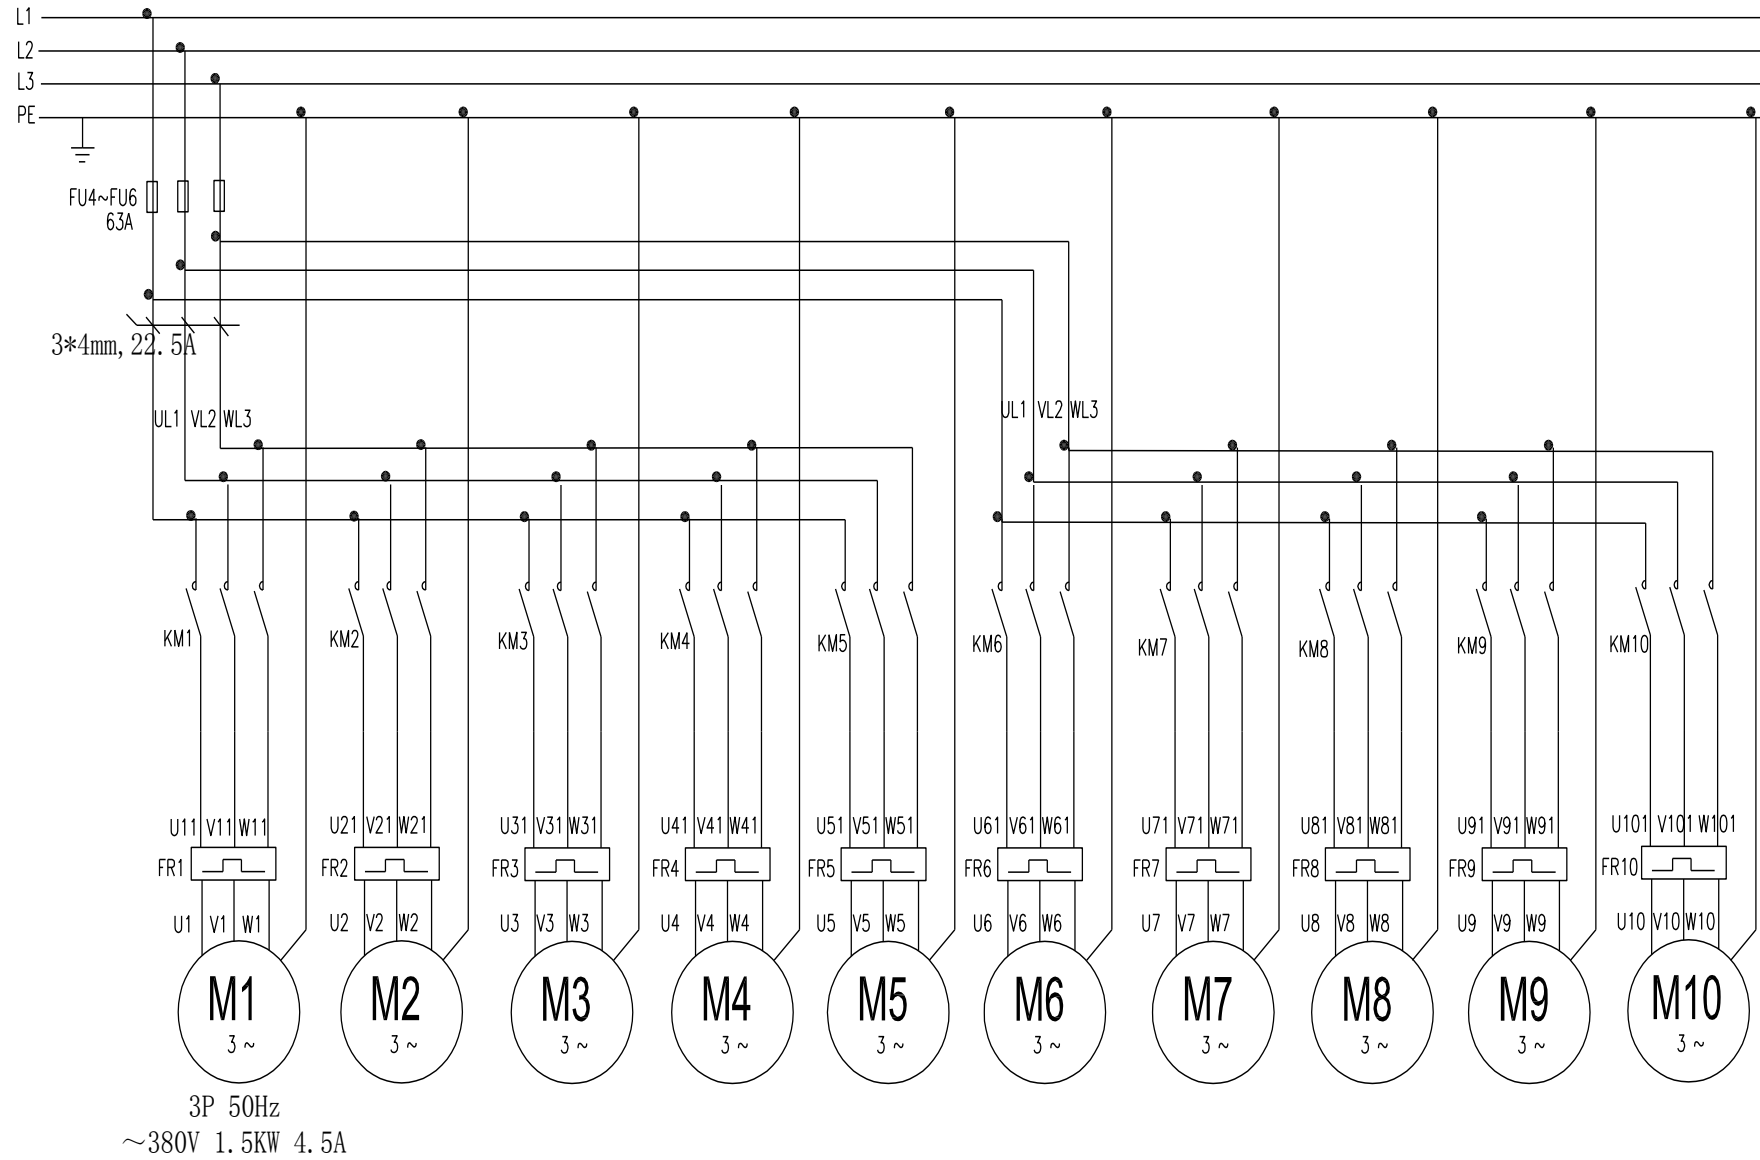 L1
L2
L3
PE
FU4~FU6
63A
3*4mm, 22.5A
UL1 VL2 WL3
UL1 VL2 WL3
KM1 KM2 KM3 KM4 KM5 KM6 KM7 KM8 KM9 KM10
U11 V11 W11 U21 V21 W21 U31 V31 W31 U41 V41 W41 U51 V51 W51 U61 V61 W61 U71 V71 W71 U81 V81 W81 U91 V91 W91 U101 V101 W101
FR1 FR2 FR3 FR4 FR5 FR6 FR7 FR8 FR9 FR10
U1 V1 W1 U2 V2 W2 U3 V3 W3 U4 V4 W4 U5 V5 W5 U6 V6 W6 U7 V7 W7 U8 V8 W8 U9 V9 W9 U10 V10 W10
M1 M2 M3 M4 M5 M6 M7 M8 M9 M10
3 ~ 3 ~ 3 ~ 3 ~ 3 ~ 3 ~ 3 ~ 3 ~ 3 ~ 3 ~
3P 50Hz
～380V 1.5KW 4.5A